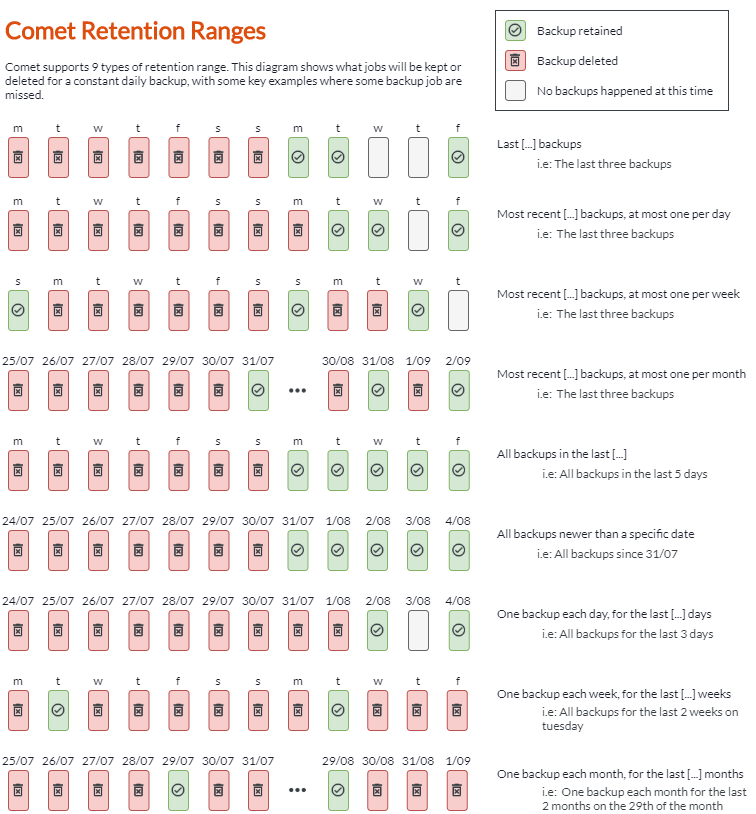 Comet Retention Ranges
Comet supports 9 types of retention range. This diagram shows what jobs will be kept or
deleted for a constant daily backup, with some key examples where some backup job are
missed.
Backup retained
Backup deleted
No backups happened at this time
m t w t f s s m t w t f
Last [...] backups
i.e: The last three backups
m t w t f s s m t w t f
Most recent [...] backups, at most one per day
i.e: The last three backups
s m t w t f s s m t w t
Most recent [...] backups, at most one per week
i.e: The last three backups
25/07 26/07 27/07 28/07 29/07 30/07 31/07 30/08 31/08 1/09 2/09
Most recent [...] backups, at most one per month
i.e: The last three backups
m t w t f s s m t w t f
All backups in the last [...]
i.e: All backups in the last 5 days
24/07 25/07 26/07 27/07 28/07 29/07 30/07 31/07 1/08 2/08 3/08 4/08
All backups newer than a specific date
i.e: All backups since 31/07
24/07 25/07 26/07 27/07 28/07 29/07 30/07 31/07 1/08 2/08 3/08 4/08
One backup each day, for the last [...] days
i.e: All backups for the last 3 days
m t w t f s s m t w t f
One backup each week, for the last [...] weeks
i.e: All backups for the last 2 weeks on
tuesday
25/07 26/07 27/07 28/07 29/07 30/07 31/07 29/08 30/08 31/08 1/09
One backup each month, for the last [...] months
i.e: One backup each month for the last
2 months on the 29th of the month